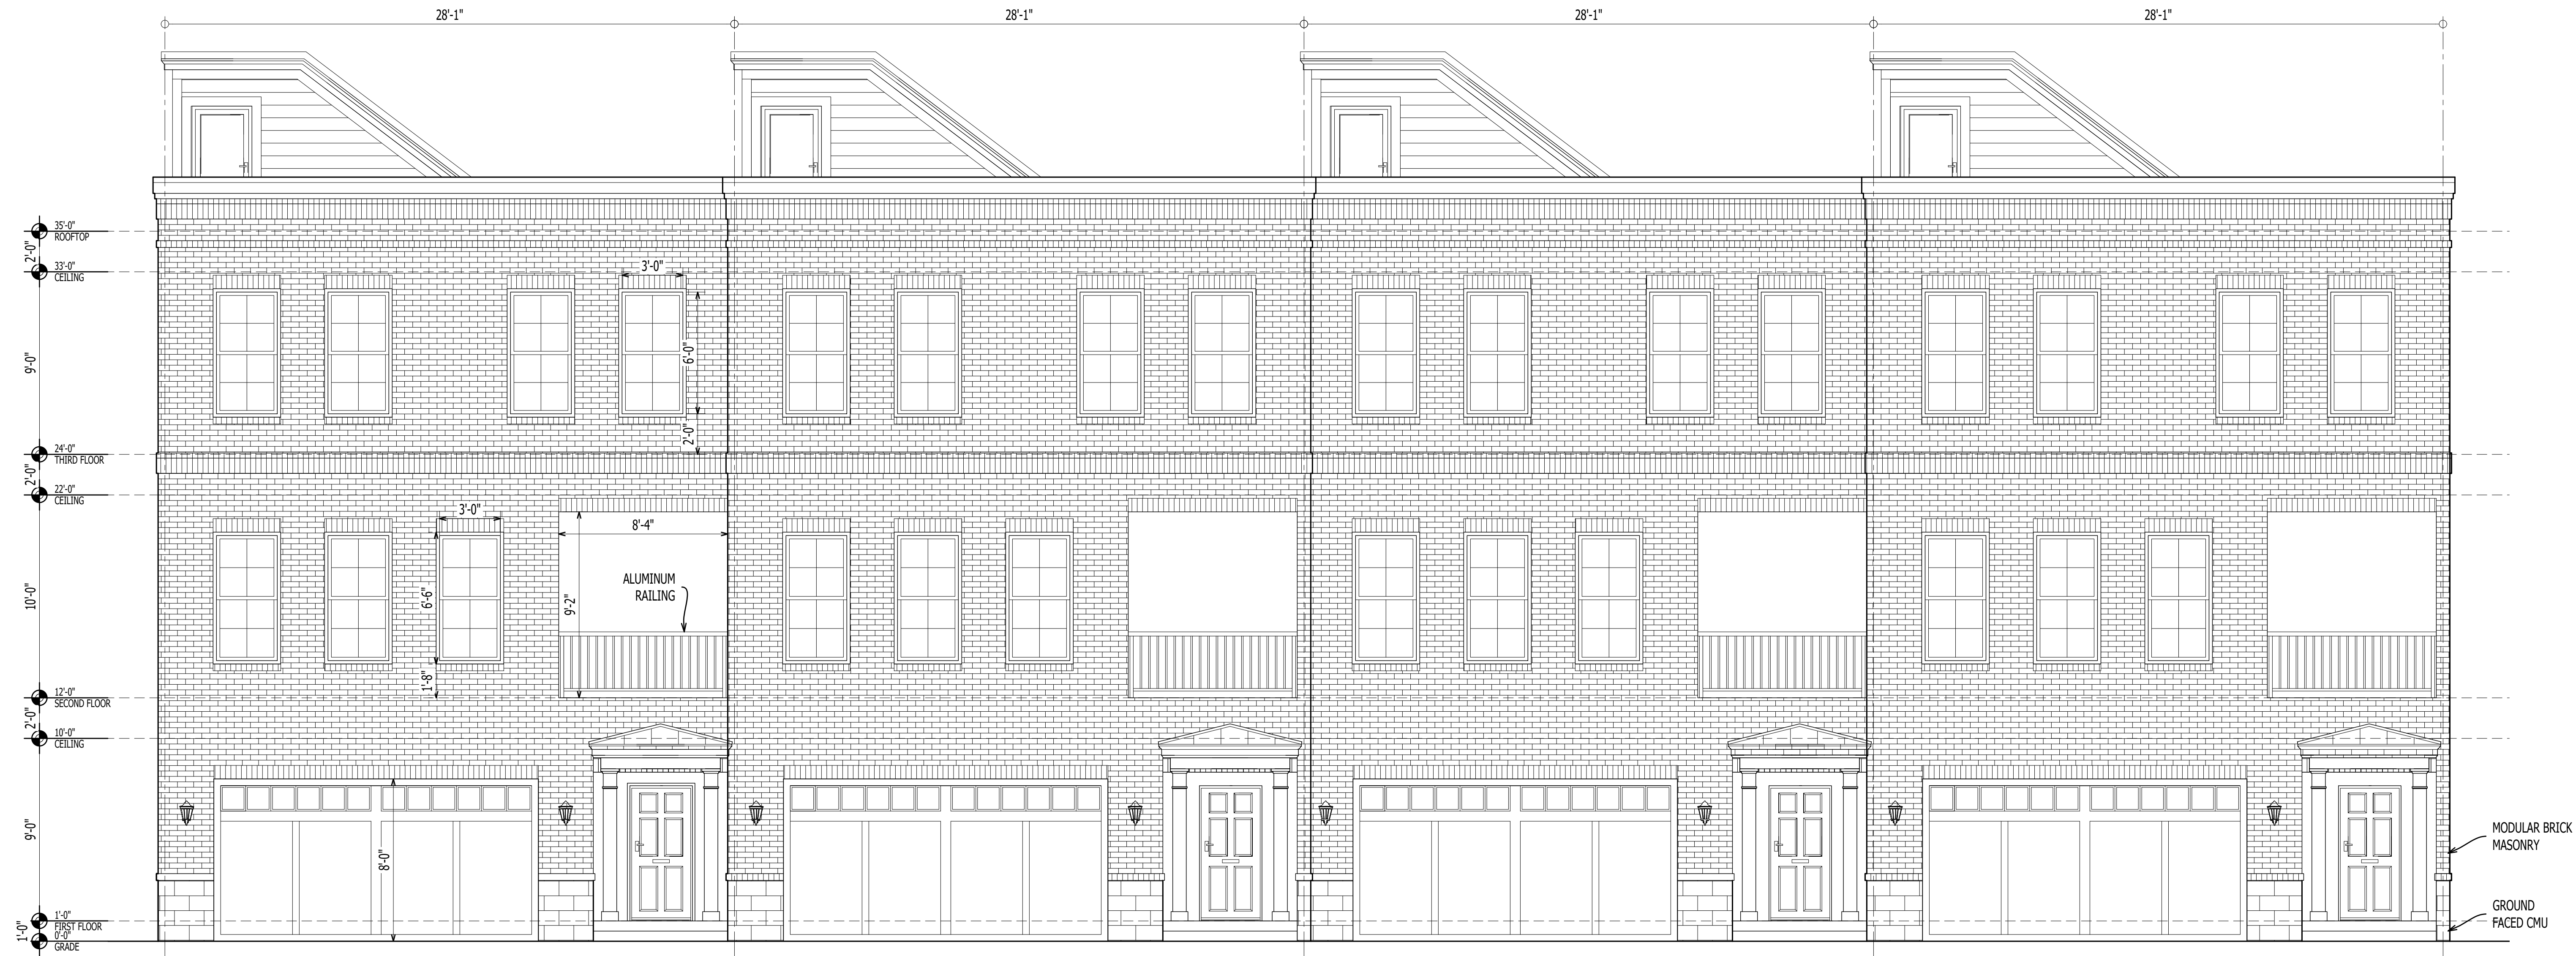 28'-1"
28'-1"
28'-1"
28'-1"
35'-0"
ROOFTOP
2'-0"
33'-0"
CEILING
3'-0"
9'-0"
6'-0"
2'-0"
24'-0"
THIRD FLOOR
2'-0"
22'-0"
CEILING
3'-0"
8'-4"
ALUMINUM
RAILING
10'-0"
6'-6"
9'-2"
1'-8"
12'-0"
SECOND FLOOR
2'-0"
10'-0"
CEILING
9'-0"
8'-0"
MODULAR BRICK
MASONRY
GROUND
FACED CMU
1'-0"
FIRST FLOOR
1'-0"
0'-0"
GRADE